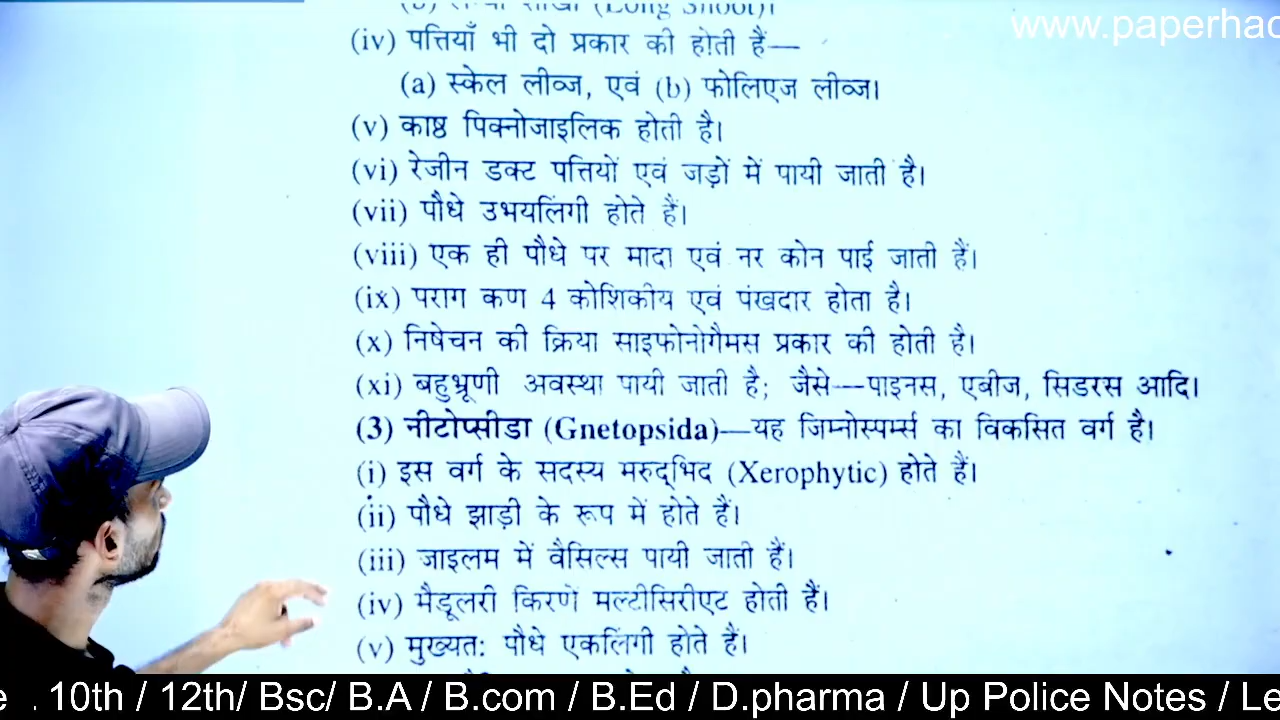 www.paperhac
(iv) पत्तियाँ भी दो प्रकार की होती हैं—
(a) स्केल लीव्ज, एवं (b) फोलिएज लीव्ज।
(v) काष्ठ पिक्नोजाइलिक होती है।
(vi) रेजीन डक्ट पत्तियों एवं जड़ों में पायी जाती है।
(vii) पौधे उभयलिंगी होते हैं।
(viii) एक ही पौधे पर मादा एवं नर कोन पाई जाती हैं।
(ix) पराग कण 4 कोशिकीय एवं पंखदार होता है।
(x) निषेचन की क्रिया साइफोनोगैमस प्रकार की होती है।
(xi) बहुभ्रूणी अवस्था पायी जाती है; जैसे—पाइनस, एबीज, सिडरस आदि।
(3) नीटोप्सीडा (Gnetopsida)—यह जिम्नोस्पर्म्स का विकसित वर्ग है।
(i) इस वर्ग के सदस्य मरुद्भिद (Xerophytic) होते हैं।
(ii) पौधे झाड़ी के रूप में होते हैं।
(iii) जाइलम में वैसिल्स पायी जाती हैं।
(iv) मैडूलरी किरणें मल्टीसिरीएट होती हैं।
(v) मुख्यत: पौधे एकलिंगी होते हैं।
e . 10th / 12th/ Bsc/ B.A / B.com / B.Ed / D.pharma / Up Police Notes / Le